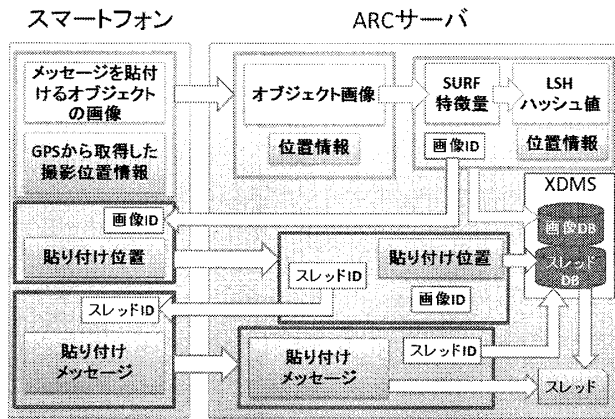 スマートフォン
ARCサーバ
メッセージを貼付
けるオブジェクト
の画像
GPSから取得した
撮影位置情報
オブジェクト画像
位置情報
SURF
特徴量
LSH
ハッシュ値
画像ID
位置情報
XDMS
画像DB
スレッド
DB
画像ID
貼り付け位置
スレッドID
貼り付け位置
画像ID
スレッドID
貼り付け
メッセージ
貼り付け
メッセージ
スレッドID
スレッド